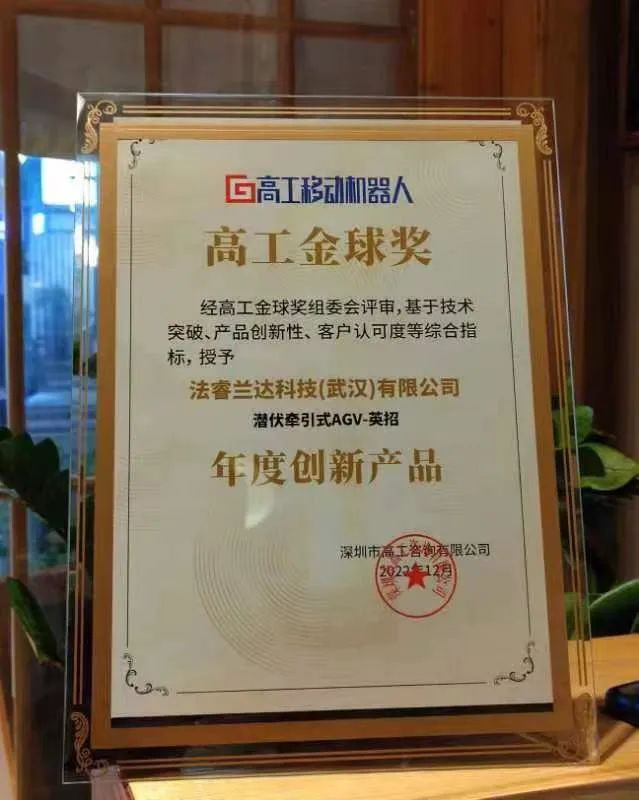 高工移动机器人
高工金球奖
经高工金球奖组委会评审,基于技术
突破、产品创新性、客户认可度等综合指
标，授予
法睿兰达科技(武汉)有限公司
潜伏牵引式AGV-英招
年度创新产品
深圳市高工咨询有限公司
2022年12月